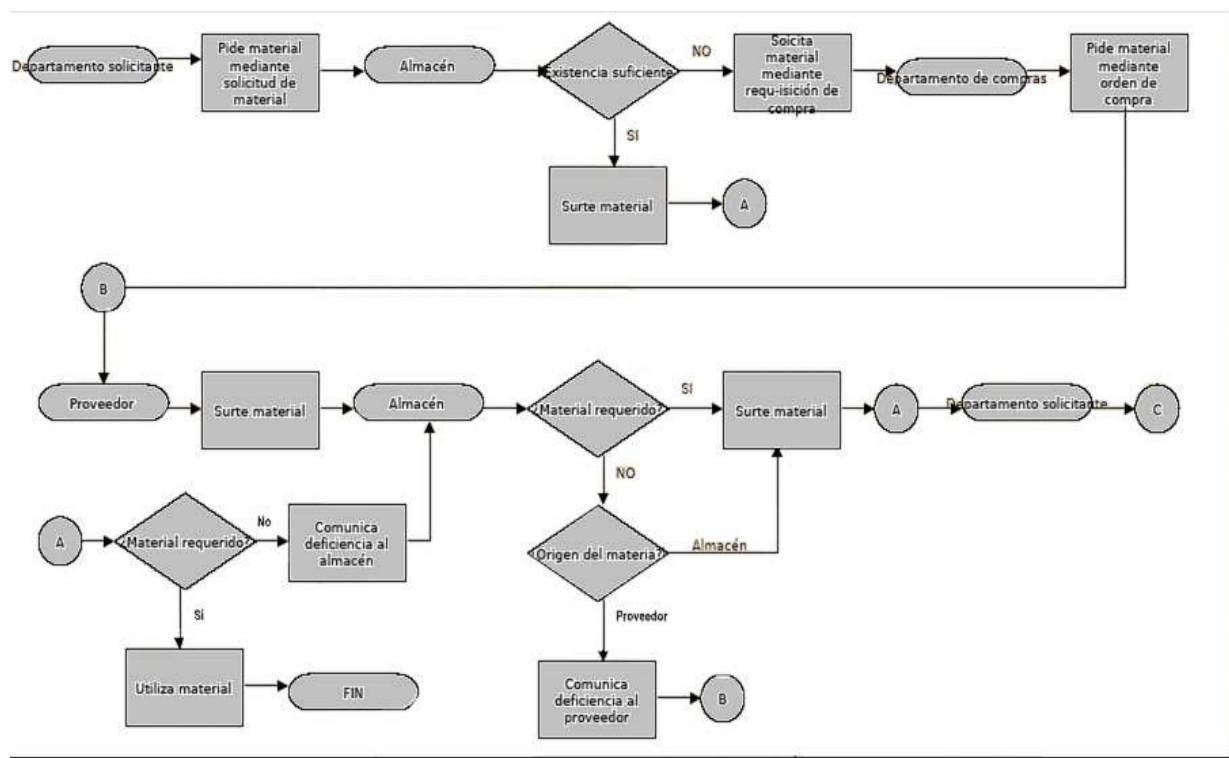 Departamento solicitante
Pide material
mediante
solicitud de
material
Almacén
Existencia suficiente
NO
Soicita
material
mediante
requ-isición de
compra
Departamento de compras
Pide material
mediante
orden de
compra
SI
Surte material
A
B
Proveedor
Surte material
Almacén
¿Material requerido?
SI
Surte material
A
Departamento solicitante
C
NO
A
¿Material requerido?
No
Comunica
deficiencia al
almacén
¿Origen del materia?
Almacén
Si
Proveedor
Utiliza material
FIN
Comunica
deficiencia al
proveedor
B